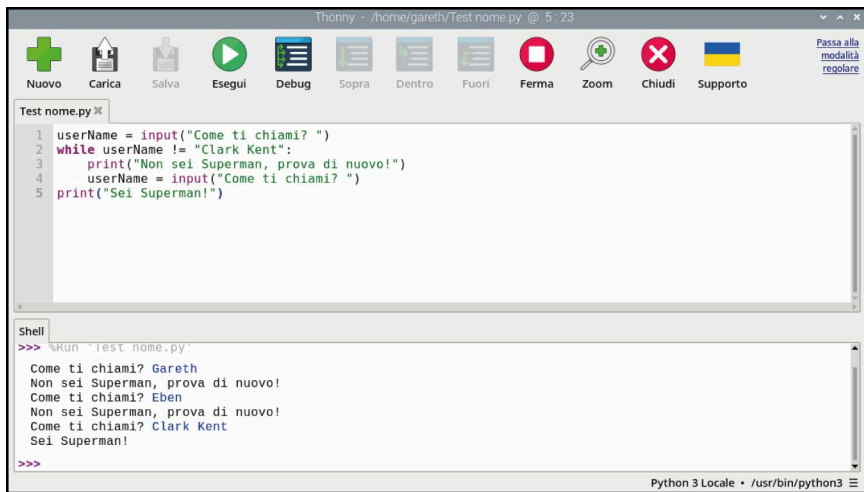 Thonny - /home/gareth/Test nome.py @ 5:23
Nuovo Carica Salva Esegui Debug Sopra Dentro Fuori Ferma Zoom Chiudi Supporto
Passa alla
modalità
regolare
Test nome.py
1 userName = input("Come ti chiami? ")
2 while userName != "Clark Kent":
3     print("Non sei Superman, prova di nuovo!")
4     userName = input("Come ti chiami? ")
5 print("Sei Superman!")
Shell
>>> %Run 'Test nome.py'
Come ti chiami? Gareth
Non sei Superman, prova di nuovo!
Come ti chiami? Eben
Non sei Superman, prova di nuovo!
Come ti chiami? Clark Kent
Sei Superman!
>>>
Python 3 Locale • /usr/bin/python3 ≡